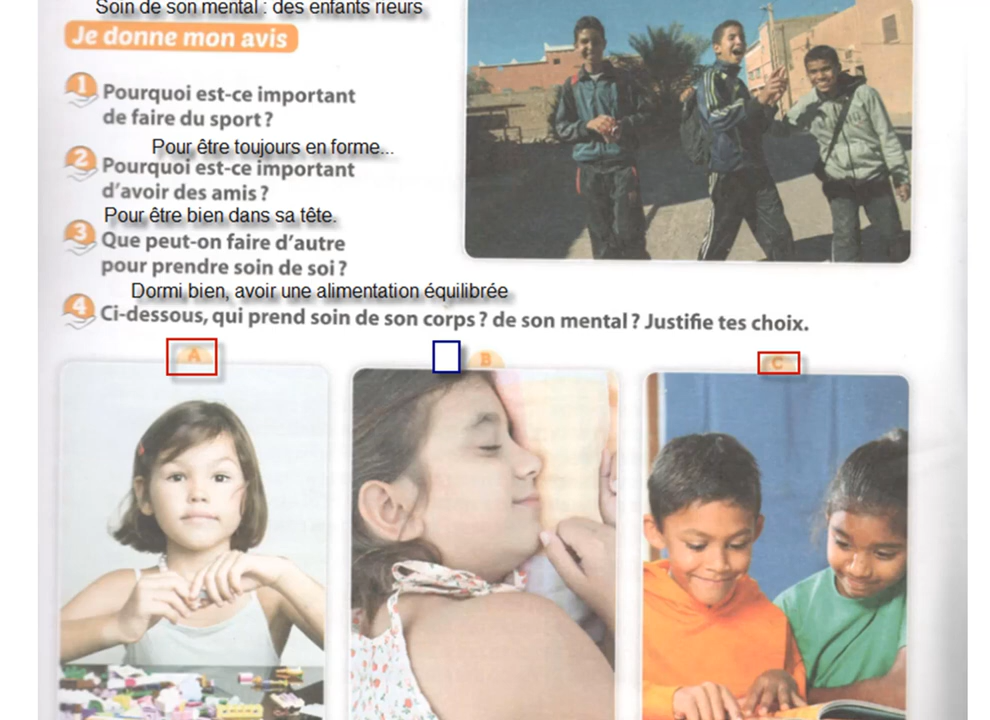 Soin de son mental : des enfants rieurs
Je donne mon avis
1 Pourquoi est-ce important
de faire du sport ?
Pour être toujours en forme...
2 Pourquoi est-ce important
d'avoir des amis ?
Pour être bien dans sa tête.
3 Que peut-on faire d'autre
pour prendre soin de soi ?
Dormi bien, avoir une alimentation équilibrée
4 Ci-dessous, qui prend soin de son corps ? de son mental ? Justifie tes choix.
A
B
C